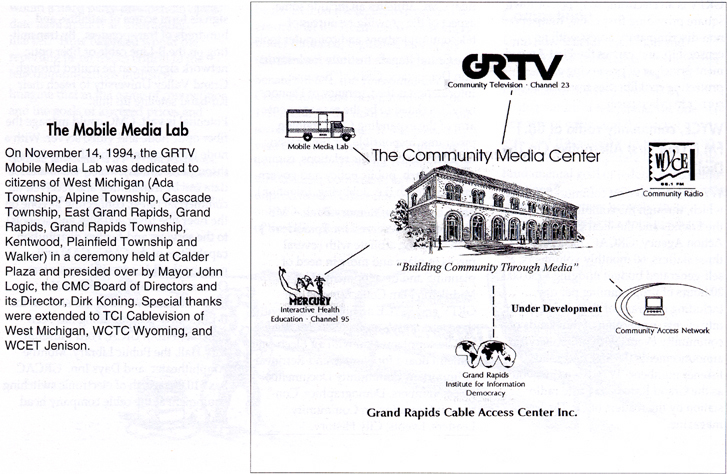 The Mobile Media Lab
On November 14, 1994, the GRTV
Mobile Media Lab was dedicated to
citizens of West Michigan (Ada
Township, Alpine Township, Cascade
Township, East Grand Rapids, Grand
Rapids, Grand Rapids Township,
Kentwood, Plainfield Township and
Walker) in a ceremony held at Calder
Plaza and presided over by Mayor John
Logic, the CMC Board of Directors and
its Director, Dirk Koning. Special thanks
were extended to TCI Cablevision of
West Michigan, WCTC Wyoming, and
WCET Jenison.
GRTV
Community Television · Channel 23
Mobile Media Lab
The Community Media Center
WYCE
88.1 FM
Community Radio
"Building Community Through Media"
MERCURY
Interactive Health
Education · Channel 95
Under Development
Community Access Network
Grand Rapids
Institute for Information
Democracy
Grand Rapids Cable Access Center Inc.